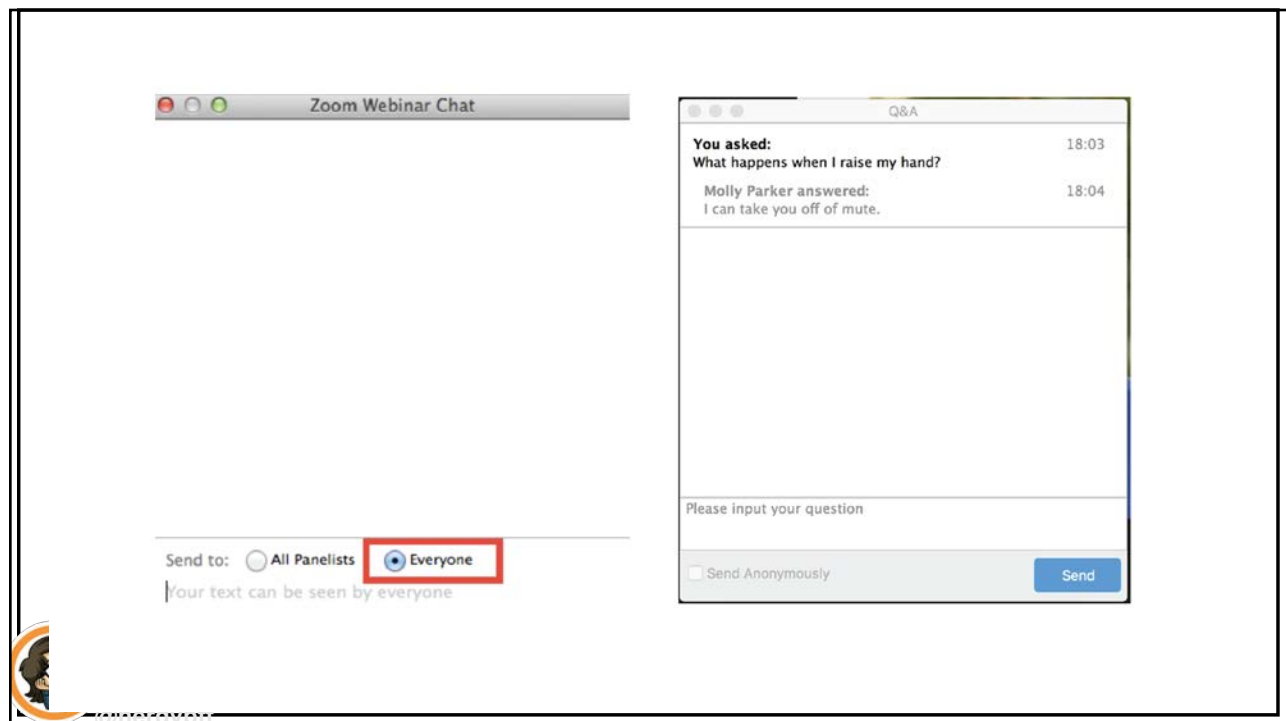 Zoom Webinar Chat
Send to: All Panelists Everyone
Your text can be seen by everyone
Q&A
You asked: 18:03
What happens when I raise my hand?
Molly Parker answered: 18:04
I can take you off of mute.
Please input your question
Send Anonymously Send